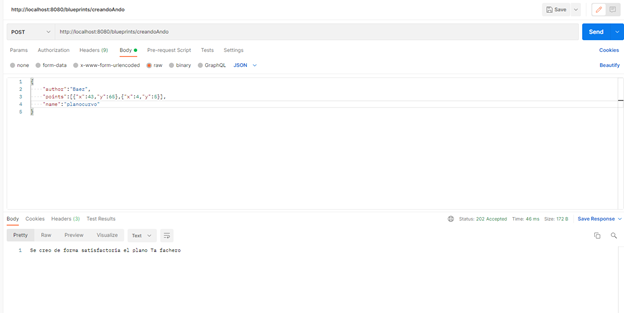 http://localhost:8080/blueprints/creandoAndo
Save
POST
http://localhost:8080/blueprints/creandoAndo
Send
Params Authorization Headers (9) Body Pre-request Script Tests Settings
Cookies
none form-data x-www-form-urlencoded raw binary GraphQL JSON
Beautify
1 {
2 "author":"Baer",
3 "points":[{"x":43,"y":65},{"x":4,"y":5}],
4 "name":"planocurvo"
5 }
Body Cookies Headers (3) Test Results
Status: 202 Accepted Time: 46 ms Size: 172 B Save Response
Pretty Raw Preview Visualize Text
1 Se creo de forma satisfactoria el plano Ta fachero